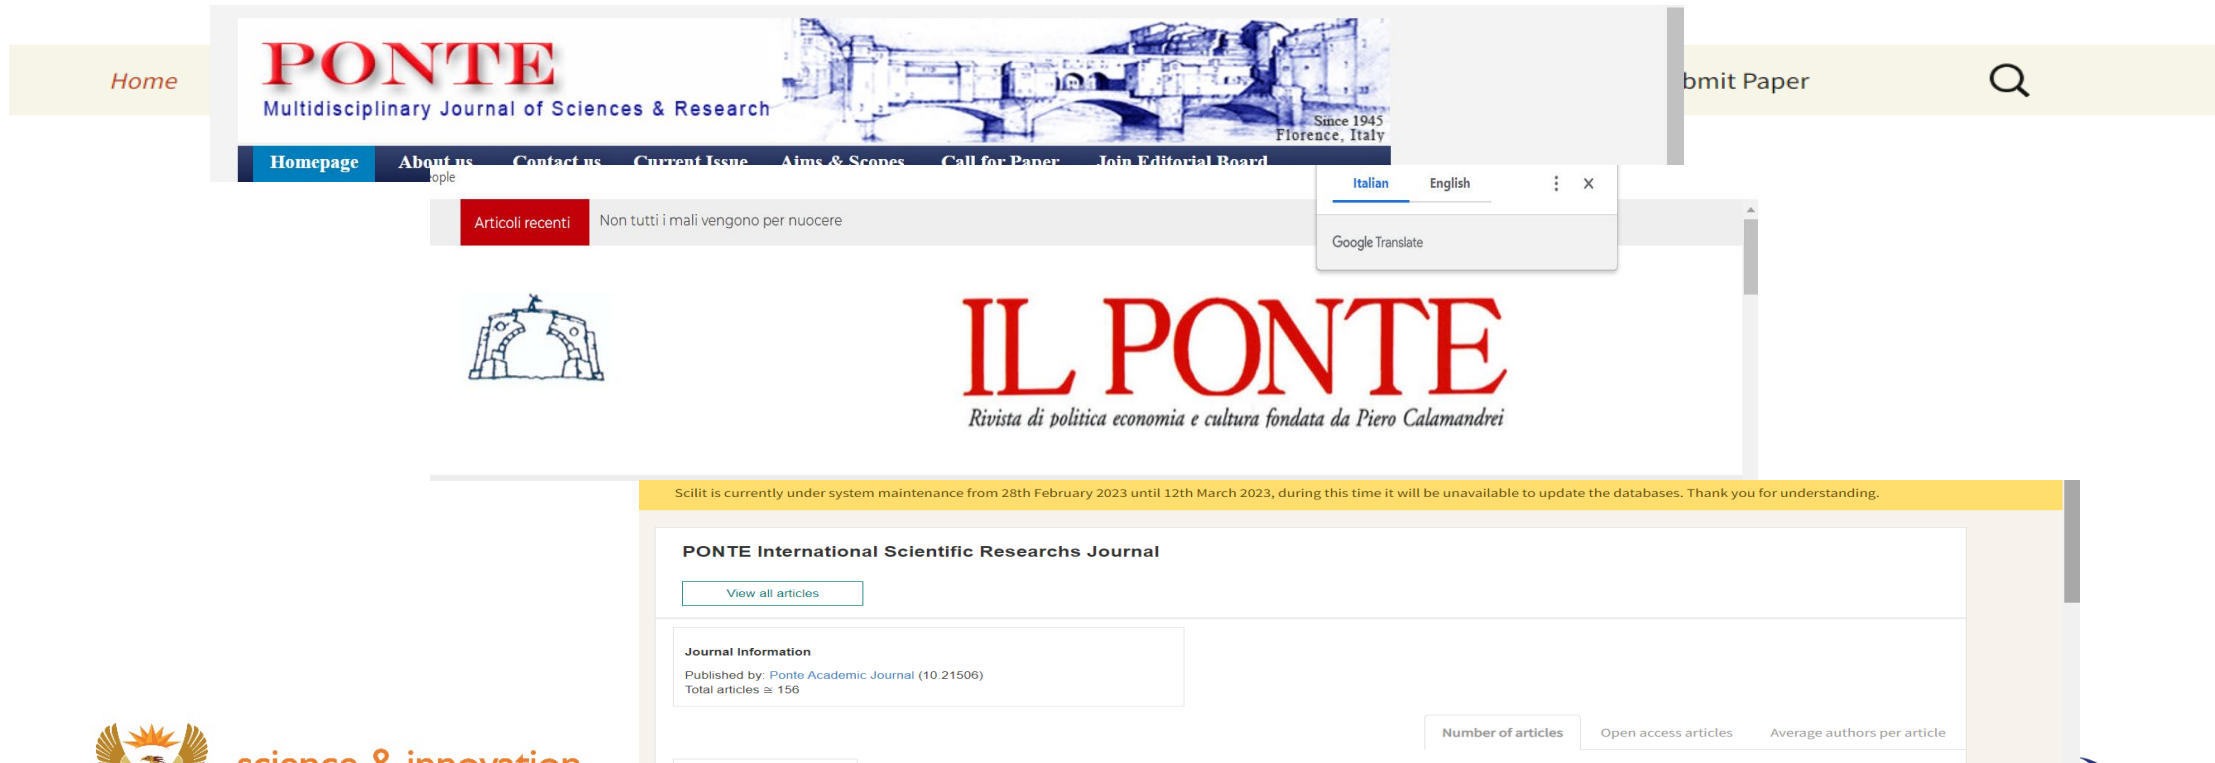 Home
PONTE
Multidisciplinary Journal of Sciences & Research
Since 1945
Florence, Italy
bmit Paper
Homepage About us Contact us Current Issue Aims & Scopes Call for Paper Join Editorial Board
ople
Italian English
Articoli recenti Non tutti i mali vengono per nuocere
Google Translate
IL PONTE
Rivista di politica economia e cultura fondata da Piero Calamandrei
Scilit is currently under system maintenance from 28th February 2023 until 12th March 2023, during this time it will be unavailable to update the databases. Thank you for understanding.
PONTE International Scientific Researchs Journal
View all articles
Journal Information
Published by: Ponte Academic Journal (10.21506)
Total articles ≅ 156
Number of articles Open access articles Average authors per article
science & innovation